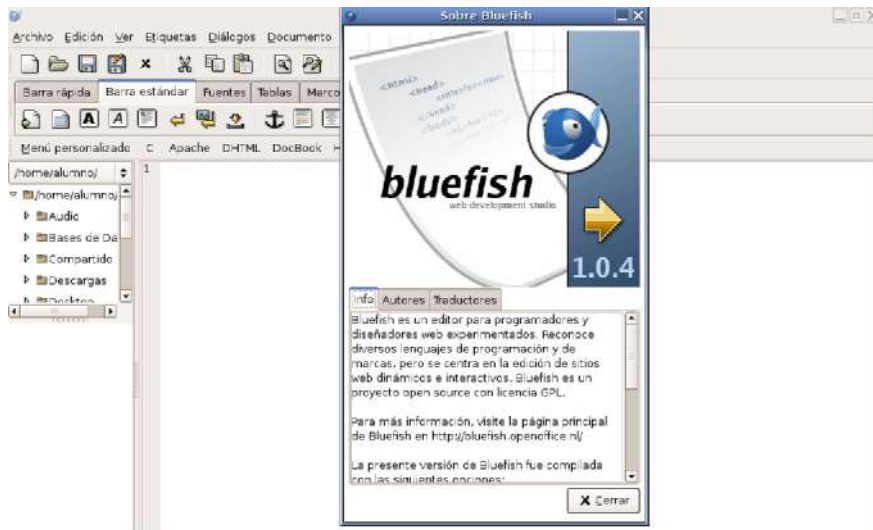 Sobre Bluefish
Archivo Edición Ver Etiquetas Diálogos Documento
Barra rápida Barra estándar Fuentes Tablas Marco
Menú personalizado C Apache DHTML DocBook H
/home/alumno/
1
/home/alumno/
Audio
Bases de Da
Compartido
Descargas
Desktop
<html>
<head>
</head>
bluefish
web development studio
1.0.4
Info Autores Traductores
Bluefish es un editor para programadores y
diseñadores web experimentados. Reconoce
diversos lenguajes de programación y de
marcas, pero se centra en la edición de sitios
web dinámicos e interactivos. Bluefish es un
proyecto open source con licencia GPL.
Para más información, visite la página principal
de Bluefish en http://bluefish.openoffice.nl/
La presente versión de Bluefish fue compilada
con las siguientes opciones:
Cerrar